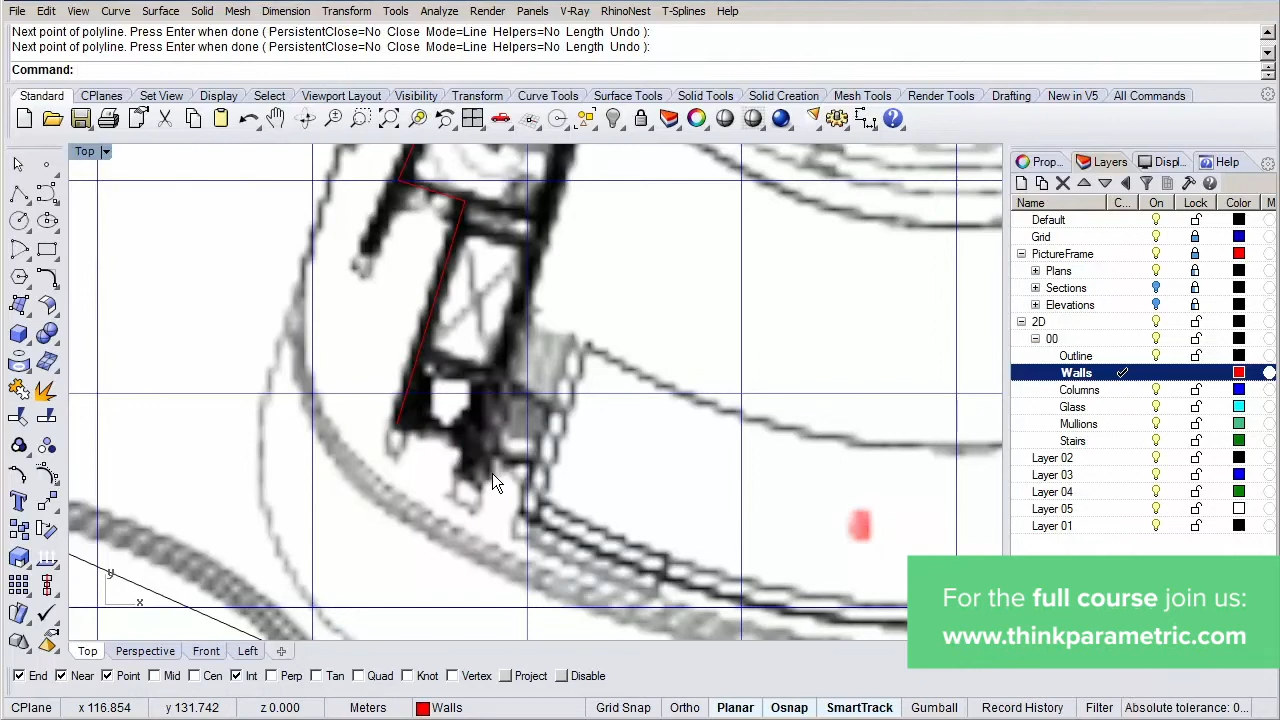 File Edit View Curve Surface Solid Mesh Dimension Transform Tools Analyze Render Panels V-Ray RhinoNest T-Splines Help
Next point of polyline. Press Enter when done ( PersistentClose=No Close Mode=Line Helpers=No Length Undo ):
Next point of polyline. Press Enter when done ( PersistentClose=No Close Mode=Line Helpers=No Length Undo ):
Command:
Standard CPlanes Set View Display Select Viewport Layout Visibility Transform Curve Tools Surface Tools Solid Tools Solid Creation Mesh Tools Render Tools Drafting New in V5 All Commands
Top
Prop... Layers Displ... Help
Name C... On Lock Color M
Default
Grid
PictureFrame
Plans
Sections
Elevations
2D
00
Outline
Walls
Columns
Glass
Mullions
Stairs
Layer 02
Layer 03
Layer 04
Layer 05
Layer 01
y
x
For the full course join us:
www.thinkparametric.com
Top Perspective Front Left
End Near Point Mid Cen Int Perp Tan Quad Knot Vertex Project Disable
CPlane x 116.854 y 131.742 z 0.000 Meters Walls Grid Snap Ortho Planar Osnap SmartTrack Gumball Record History Filter Absolute tolerance: 0...